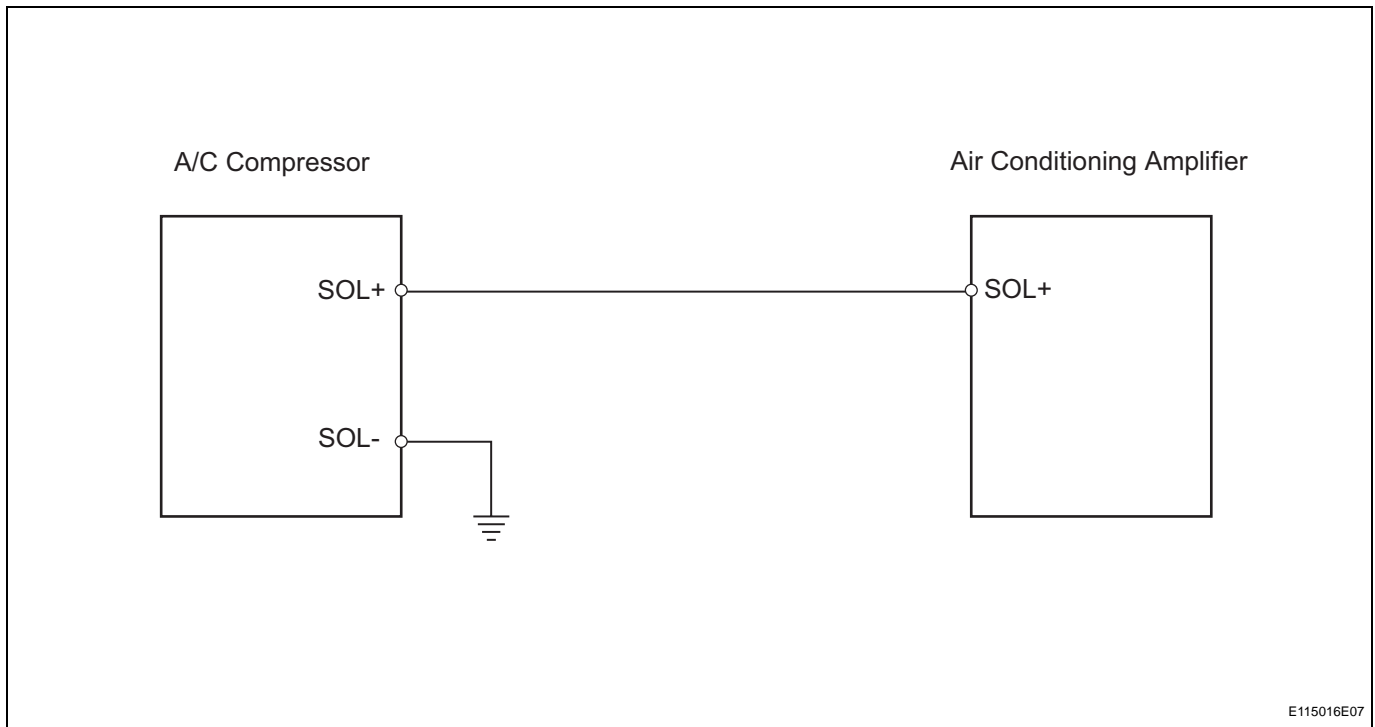 A/C Compressor
Air Conditioning Amplifier
SOL+
SOL+
SOL-
E115016E07